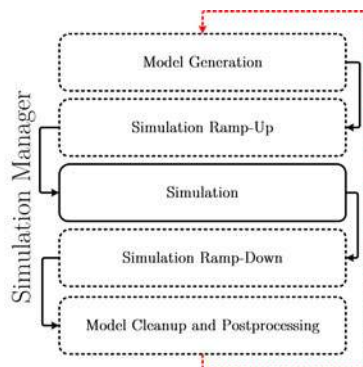 Simulation Manager
Model Generation
Simulation Ramp-Up
Simulation
Simulation Ramp-Down
Model Cleanup and Postprocessing